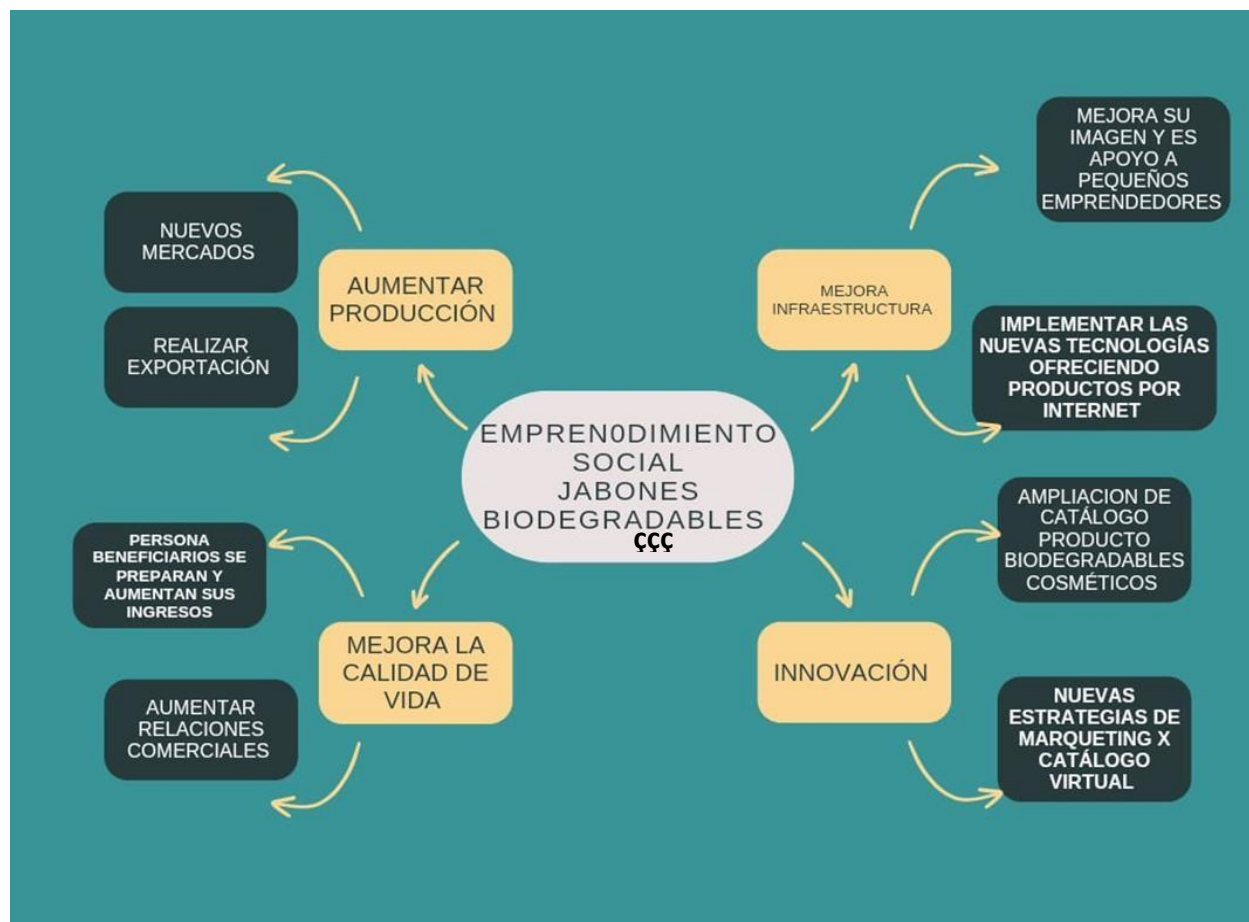 MEJORA SU
IMAGEN Y ES
APOYO A
PEQUEÑOS
EMPRENDEDORES
NUEVOS
MERCADOS
AUMENTAR
PRODUCCIÓN
MEJORA
INFRAESTRUCTURA
REALIZAR
EXPORTACIÓN
IMPLEMENTAR LAS
NUEVAS TECNOLOGÍAS
OFRECIENDO
PRODUCTOS POR
INTERNET
EMPREN0DIMIENTO
SOCIAL
JABONES
BIODEGRADABLES
ÇÇÇ
AMPLIACION DE
CATÁLOGO
PRODUCTO
BIODEGRADABLES
COSMÉTICOS
PERSONA
BENEFICIARIOS SE
PREPARAN Y
AUMENTAN SUS
INGRESOS
MEJORA LA
CALIDAD DE
VIDA
INNOVACIÓN
AUMENTAR
RELACIONES
COMERCIALES
NUEVAS
ESTRATEGIAS DE
MARQUETING X
CATÁLOGO
VIRTUAL